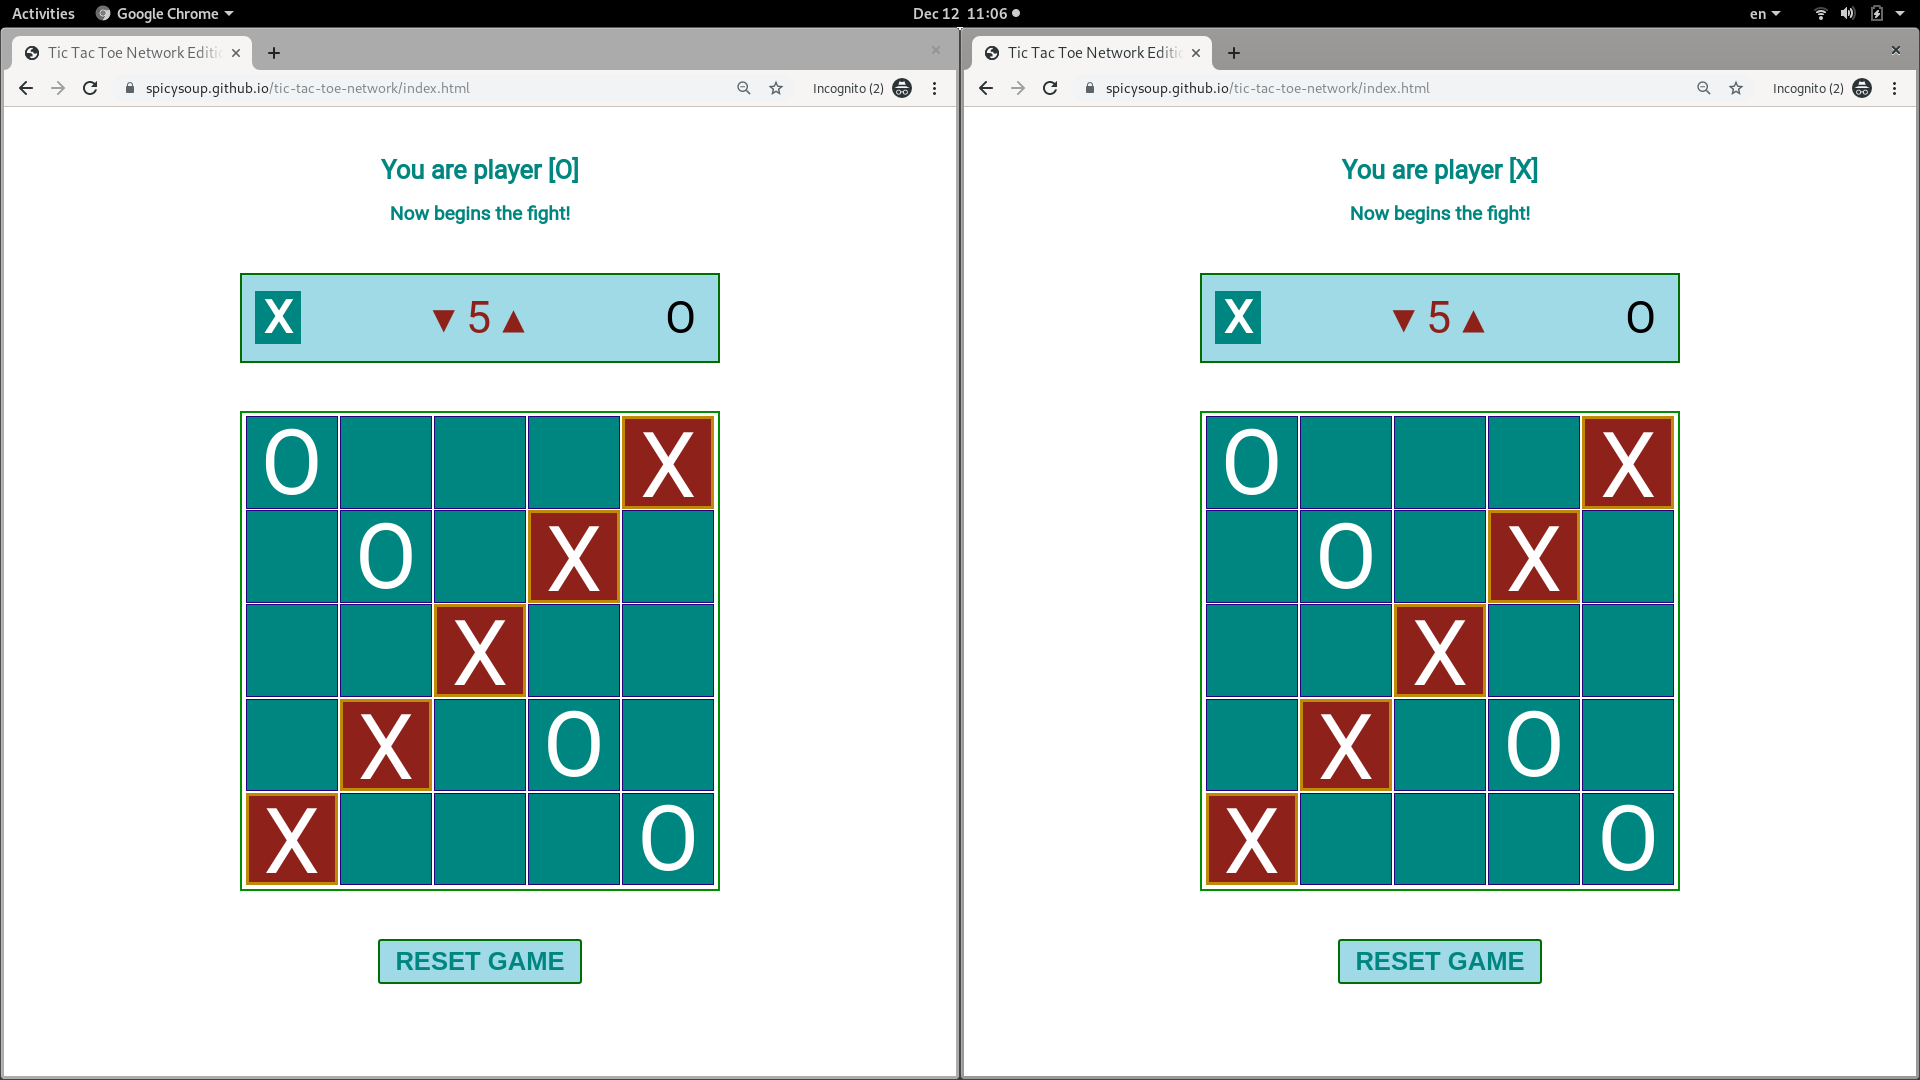 Activities Google Chrome Dec 12 11:06 en
Tic Tac Toe Network Editi
spicysoup.github.io/tic-tac-toe-network/index.html Incognito (2)
You are player [O]
Now begins the fight!
X ▼ 5 ▲ O
O X
O X
X
X O
X O
RESET GAME
Tic Tac Toe Network Editi
spicysoup.github.io/tic-tac-toe-network/index.html Incognito (2)
You are player [X]
Now begins the fight!
X ▼ 5 ▲ O
O X
O X
X
X O
X O
RESET GAME